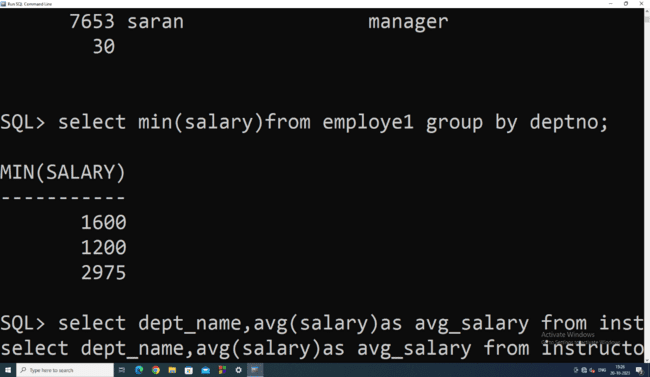 Run SQL Command Line
7653 saran manager
30
SQL> select min(salary)from employe1 group by deptno;
MIN(SALARY)
-----------
1600
1200
2975
SQL> select dept_name,avg(salary)as avg_salary from inst
select dept_name,avg(salary)as avg_salary from instructo
Activate Windows
Type here to search
ENG